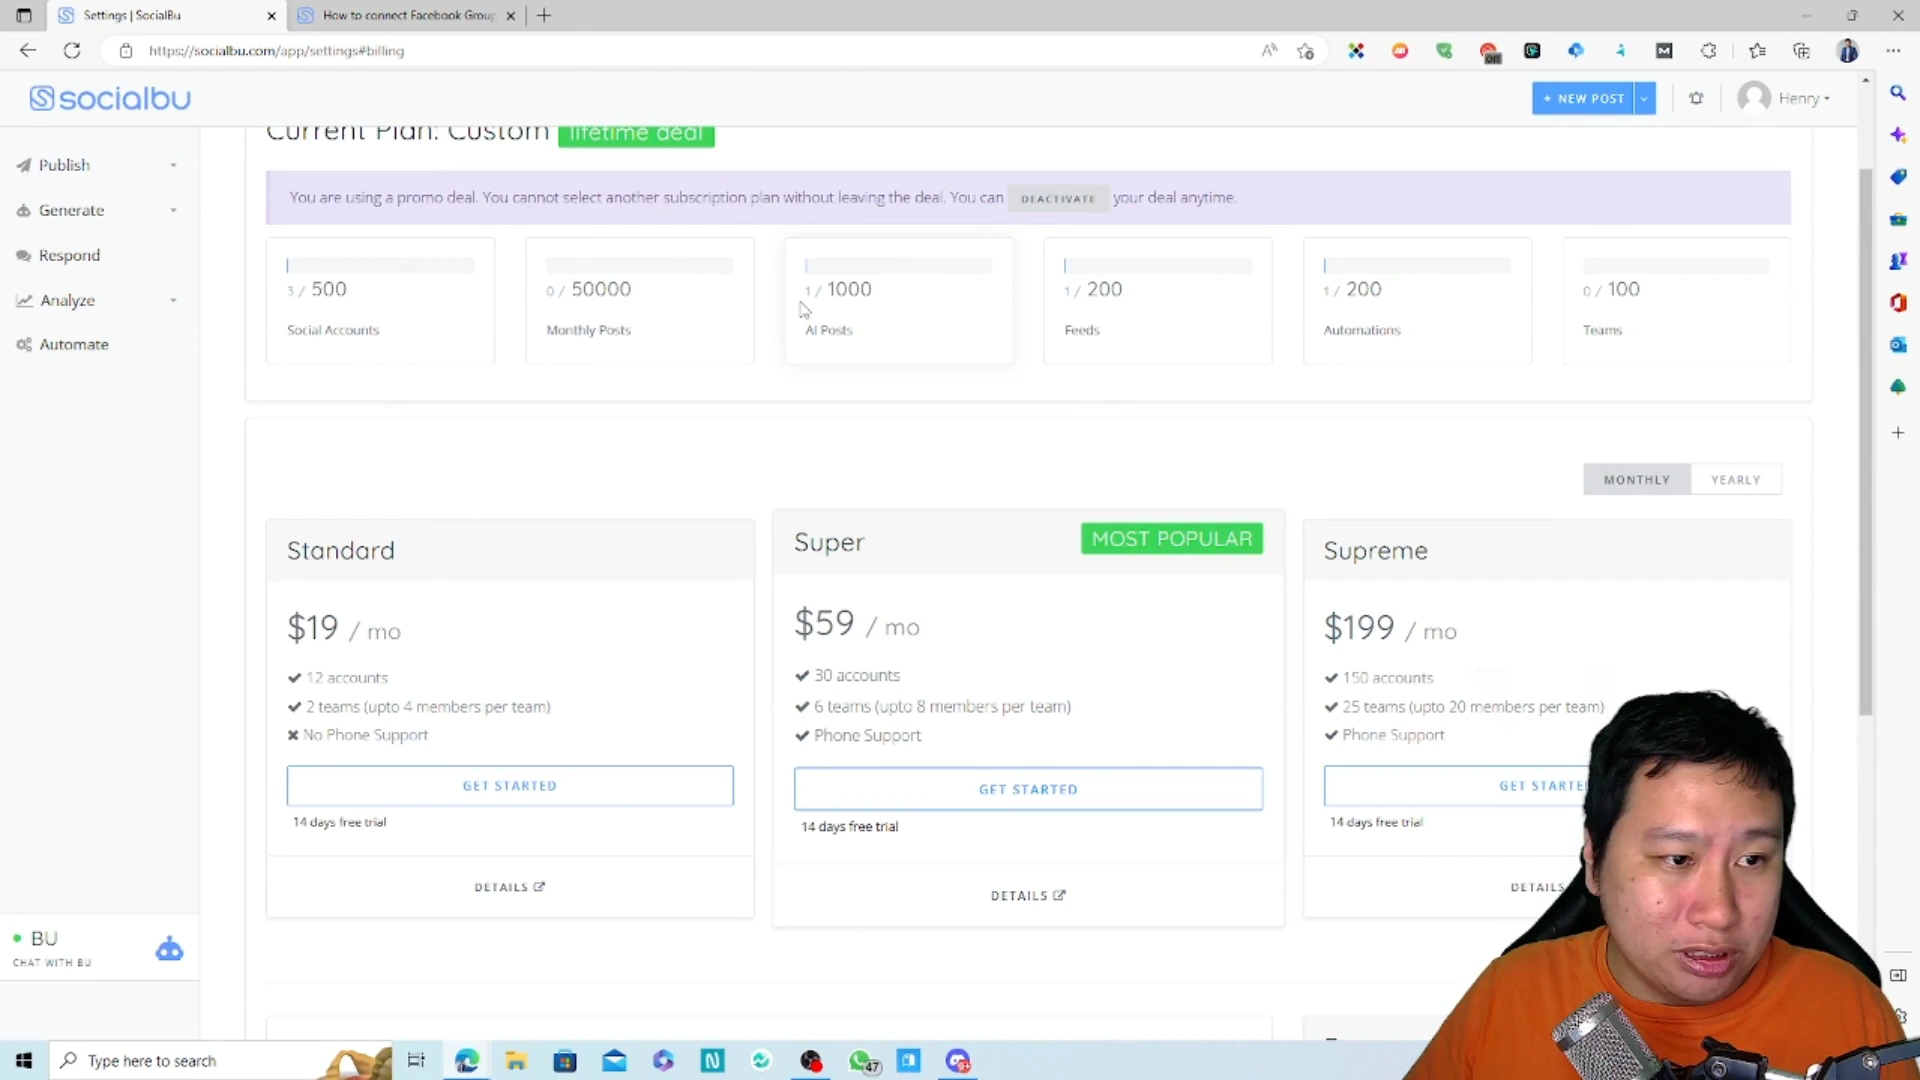 Settings | SocialBu
How to connect Facebook Group
https://socialbu.com/app/settings#billing
socialbu
+ NEW POST
Henry
Current Plan: Custom lifetime deal
Publish
Generate
Respond
Analyze
Automate
You are using a promo deal. You cannot select another subscription plan without leaving the deal. You can DEACTIVATE your deal anytime.
3 / 500
Social Accounts
0 / 50000
Monthly Posts
1 / 1000
AI Posts
1 / 200
Feeds
1 / 200
Automations
0 / 100
Teams
MONTHLY
YEARLY
Standard
$19 / mo
12 accounts
2 teams (upto 4 members per team)
No Phone Support
GET STARTED
14 days free trial
DETAILS
Super
MOST POPULAR
$59 / mo
30 accounts
6 teams (upto 8 members per team)
Phone Support
GET STARTED
14 days free trial
DETAILS
Supreme
$199 / mo
150 accounts
25 teams (upto 20 members per team)
Phone Support
GET STARTE
14 days free trial
DETAILS
BU
CHAT WITH BU
Type here to search
47
9+